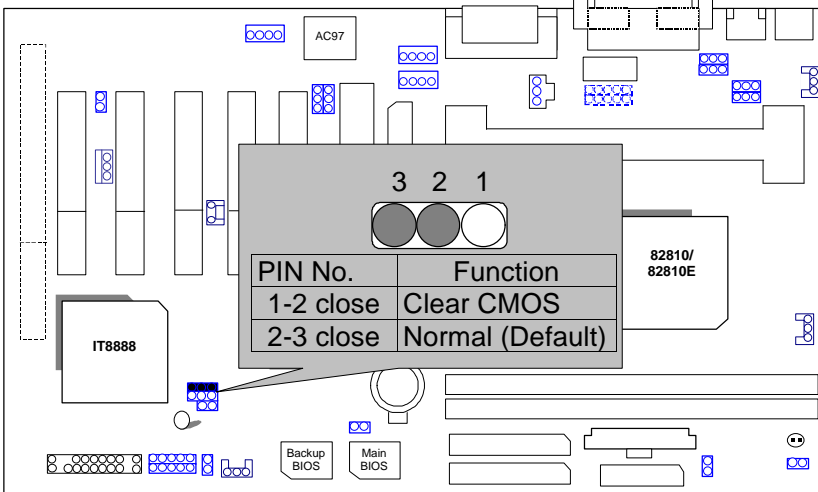 AC97
3 2 1
PIN No. Function
1-2 close Clear CMOS
2-3 close Normal (Default)
82810/
82810E
IT8888
Backup
BIOS
Main
BIOS